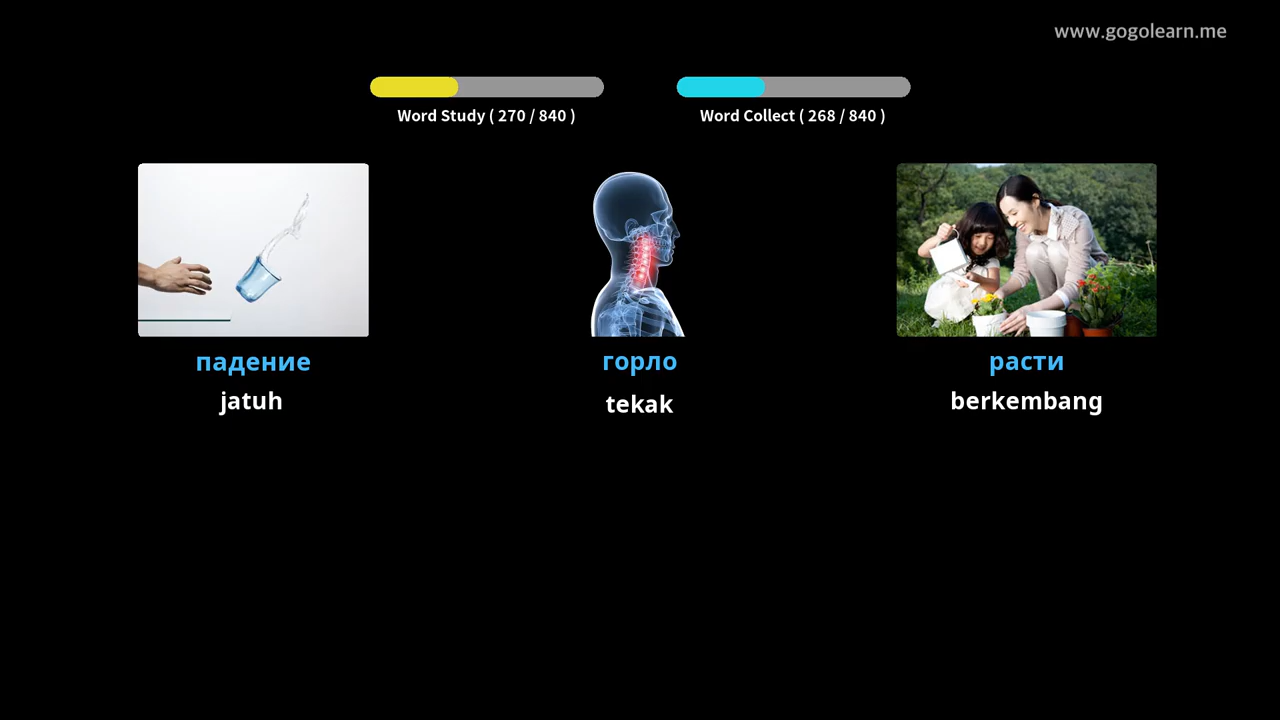 www.gogolearn.me
Word Study ( 270 / 840 )
Word Collect ( 268 / 840 )
падение
jatuh
горло
tekak
расти
berkembang